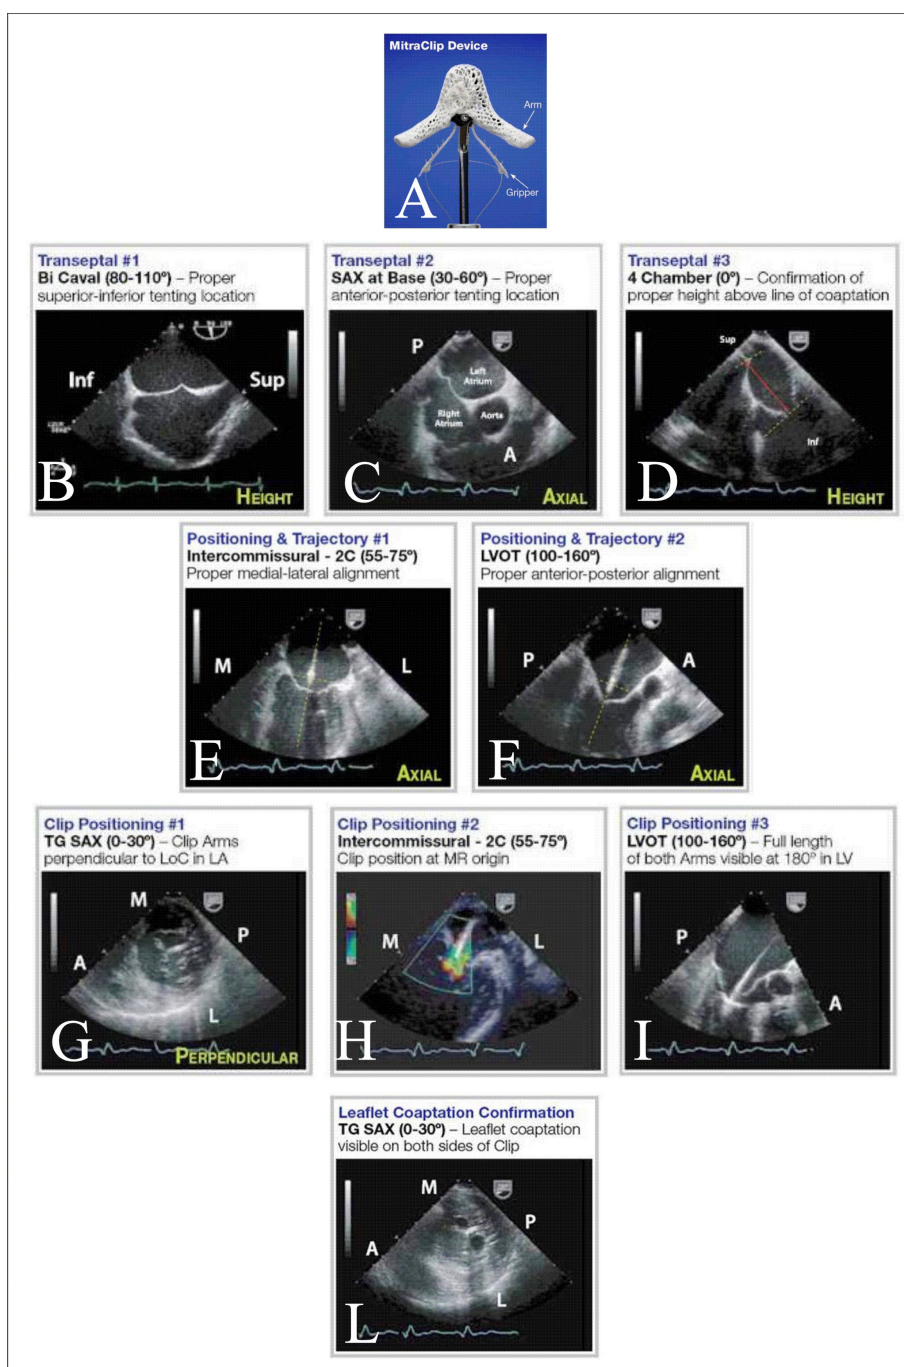 MitraClip Device
Arm
Gripper
A
Transeptal #1
Bi Caval (80-110º) – Proper
superior-inferior tenting location
Inf
Sup
B
HEIGHT
Transeptal #2
SAX at Base (30-60º) – Proper
anterior-posterior tenting location
P
Left
Atrium
Right
Atrium
Aorta
A
C
AXIAL
Transeptal #3
4 Chamber (0º) – Confirmation of
proper height above line of coaptation
Sup
Inf
D
HEIGHT
Positioning & Trajectory #1
Intercommissural - 2C (55-75º)
Proper medial-lateral alignment
M
L
E
AXIAL
Positioning & Trajectory #2
LVOT (100-160º)
Proper anterior-posterior alignment
P
A
F
AXIAL
Clip Positioning #1
TG SAX (0-30º) – Clip Arms
perpendicular to LoC in LA
M
P
A
L
G
PERPENDICULAR
Clip Positioning #2
Intercommissural - 2C (55-75º)
Clip position at MR origin
M
L
H
Clip Positioning #3
LVOT (100-160º) – Full length
of both Arms visible at 180º in LV
P
A
I
Leaflet Coaptation Confirmation
TG SAX (0-30º) – Leaflet coaptation
visible on both sides of Clip
M
P
A
L
L